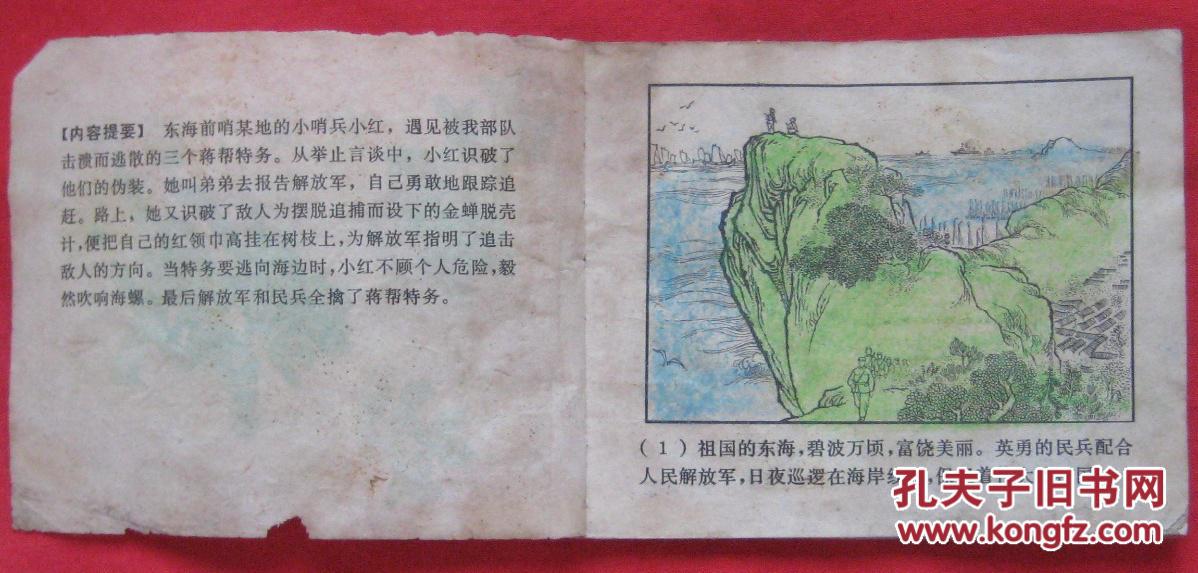 【内容提要】 东海前哨某地的小哨兵小红，遇见被我部队
击溃而逃散的三个蒋帮特务。从举止言谈中，小红识破了
他们的伪装。她叫弟弟去报告解放军，自己勇敢地跟踪追
赶。路上，她又识破了敌人为摆脱追捕而设下的金蝉脱壳
计，便把自己的红领巾高挂在树枝上，为解放军指明了追击
敌人的方向。当特务要逃向海边时，小红不顾个人危险，毅
然吹响海螺。最后解放军和民兵全擒了蒋帮特务。
（1）祖国的东海，碧波万顷，富饶美丽。英勇的民兵配合
人民解放军，日夜巡逻在海岸
孔夫子旧书网
www.kongfz.com